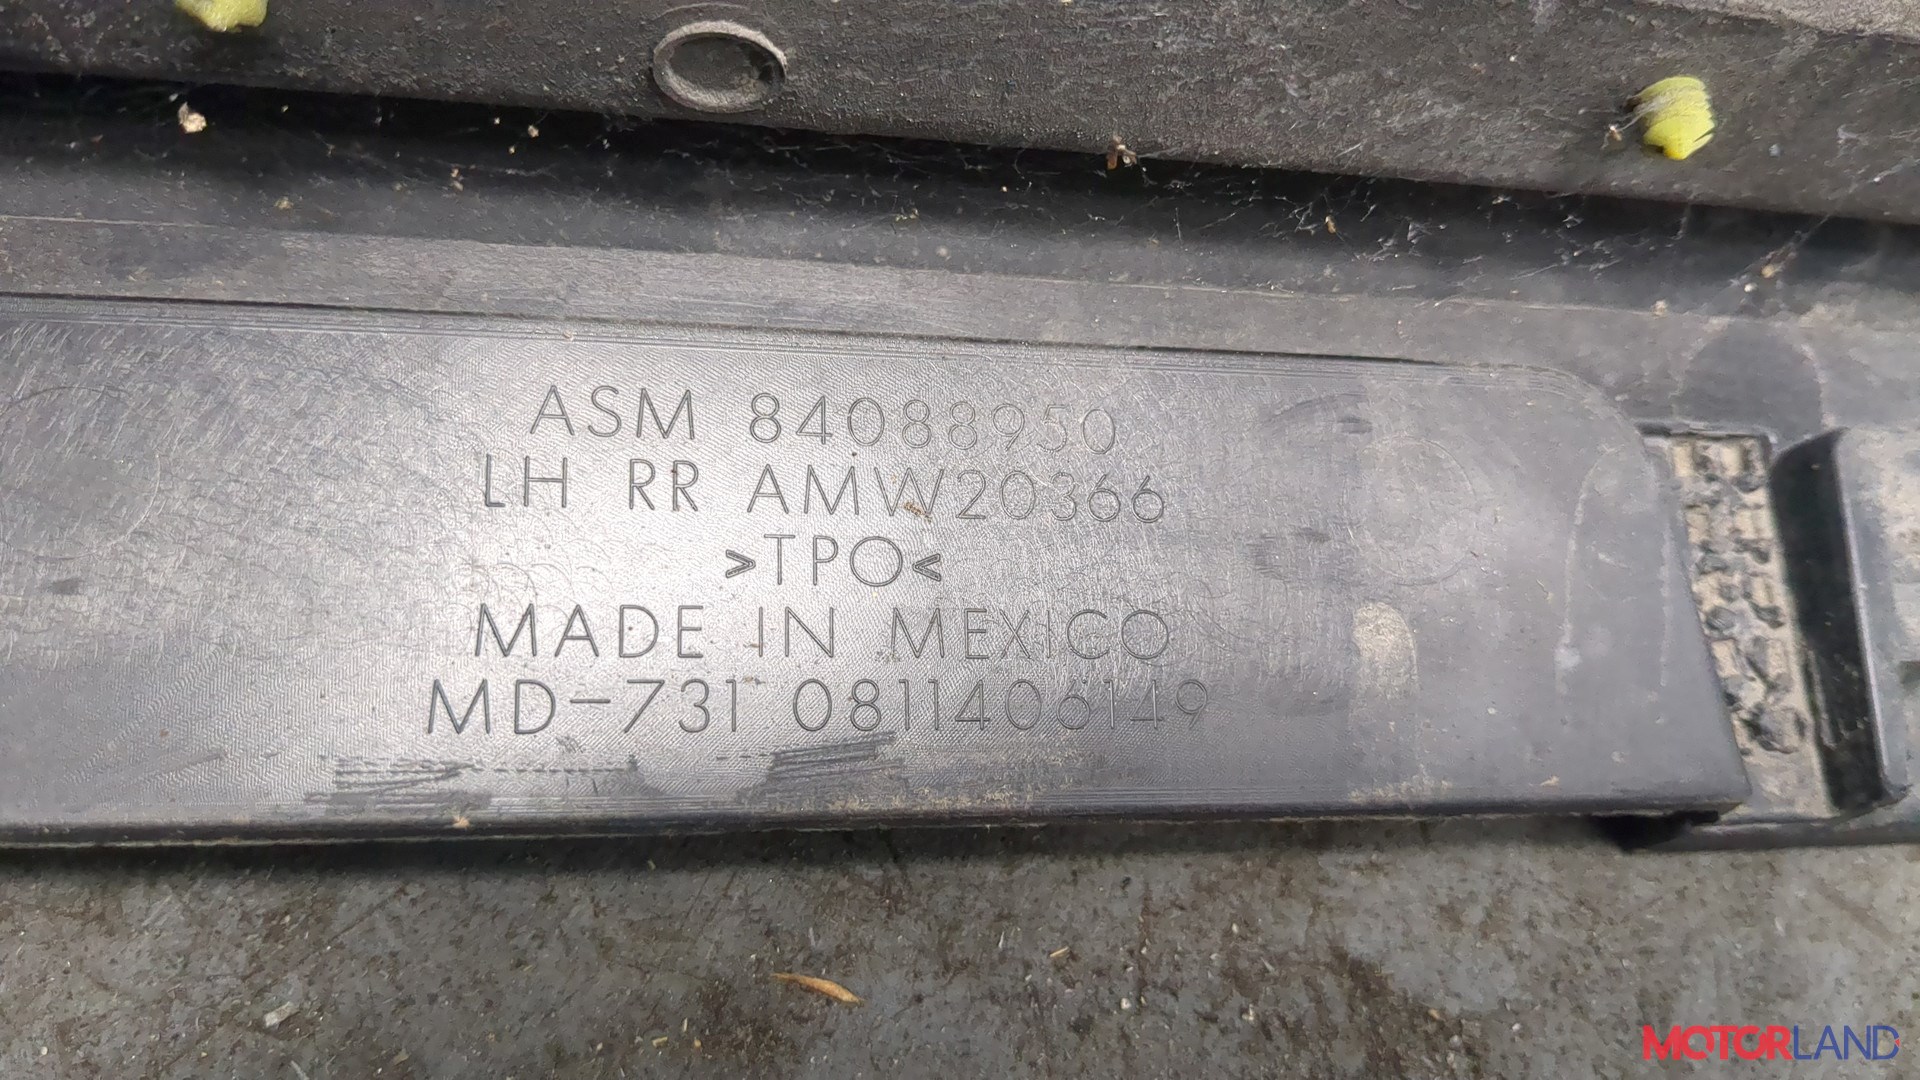 ASM 84088950
LH RR AMW20366
>TPO<
MADE IN MEXICO
MD-731 0811406149
MOTORLAND